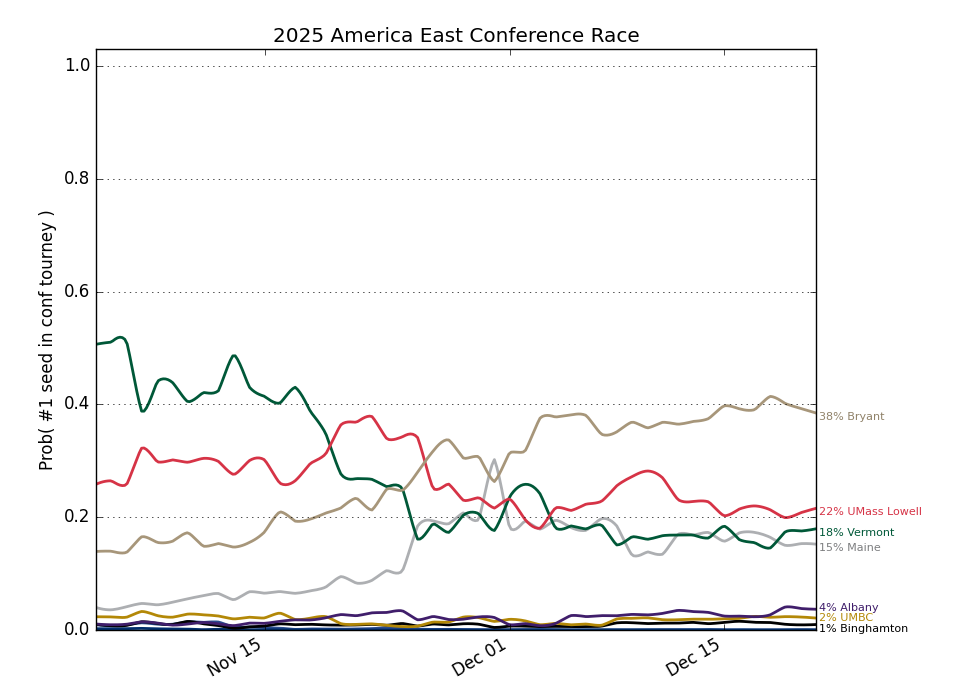 2025 America East Conference Race
Prob( #1 seed in conf tourney )
1.0
0.8
0.6
0.4
0.2
0.0
Nov 15
Dec 01
Dec 15
38% Bryant
22% UMass Lowell
18% Vermont
15% Maine
4% Albany
2% UMBC
1% Binghamton